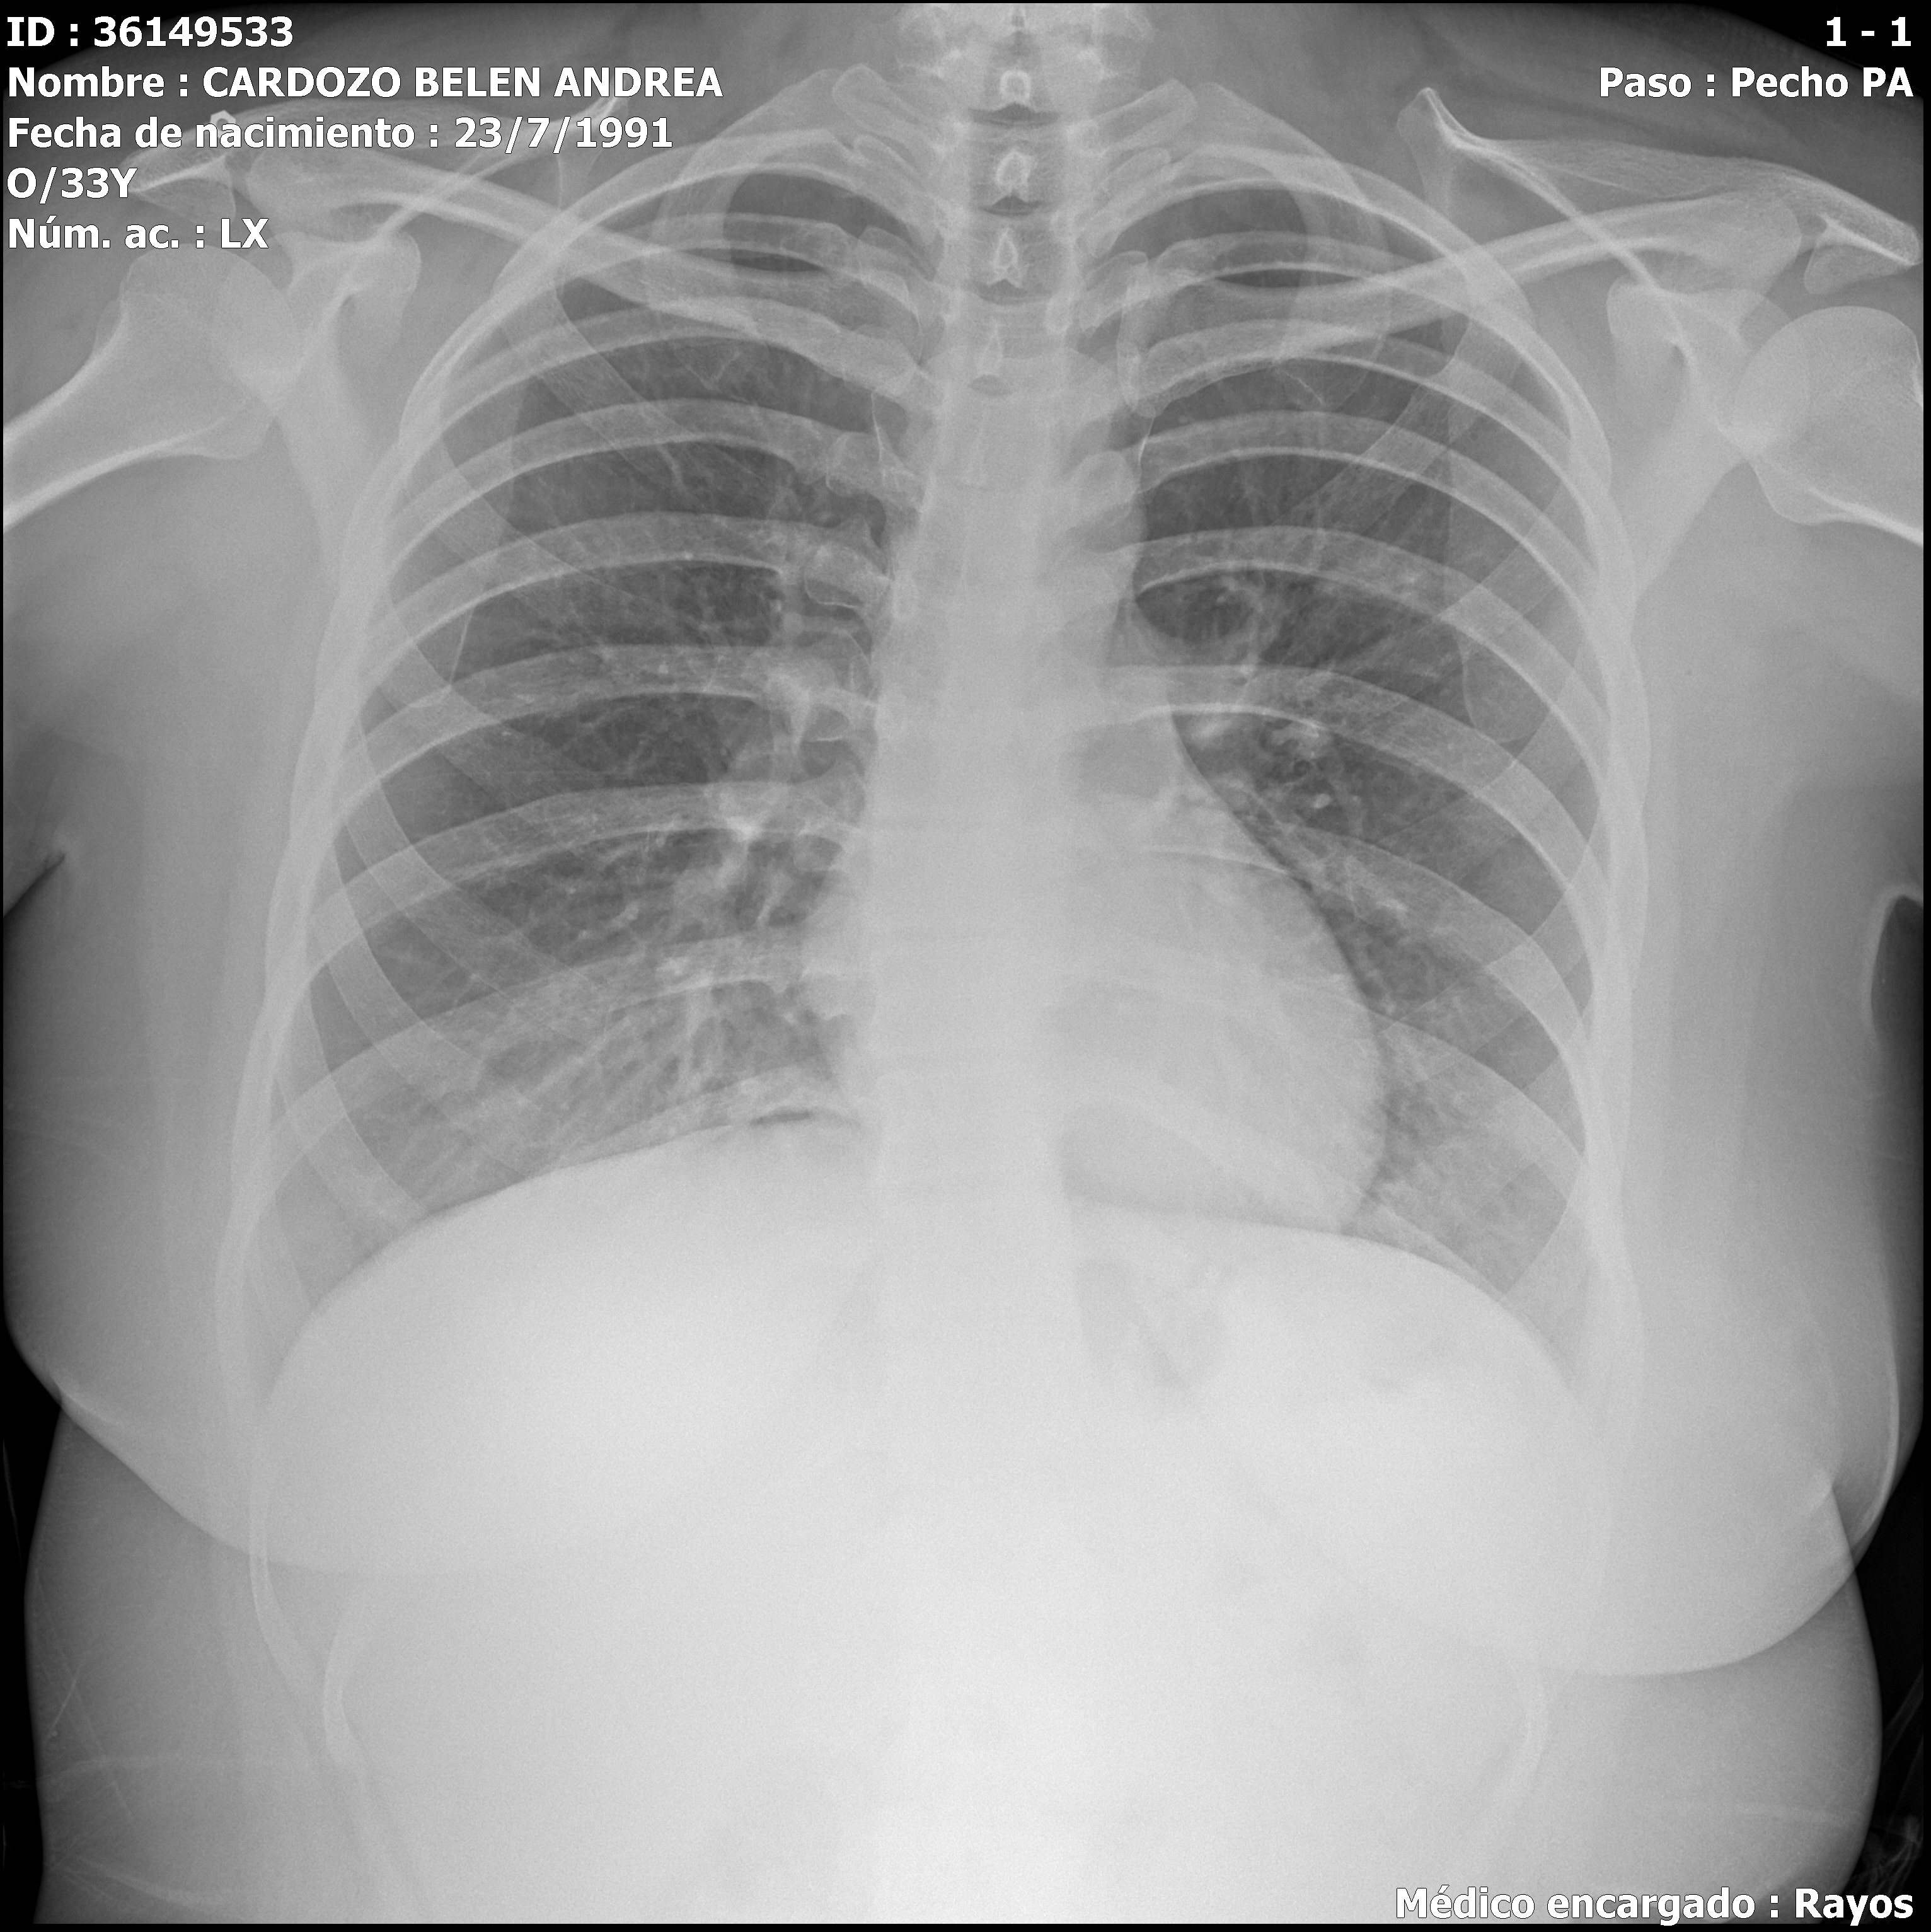 ID : 36149533
Nombre : CARDOZO BELEN ANDREA
Fecha de nacimiento : 23/7/1991
O/33Y
Núm. ac. : LX
1 - 1
Paso : Pecho PA
Médico encargado : Rayos